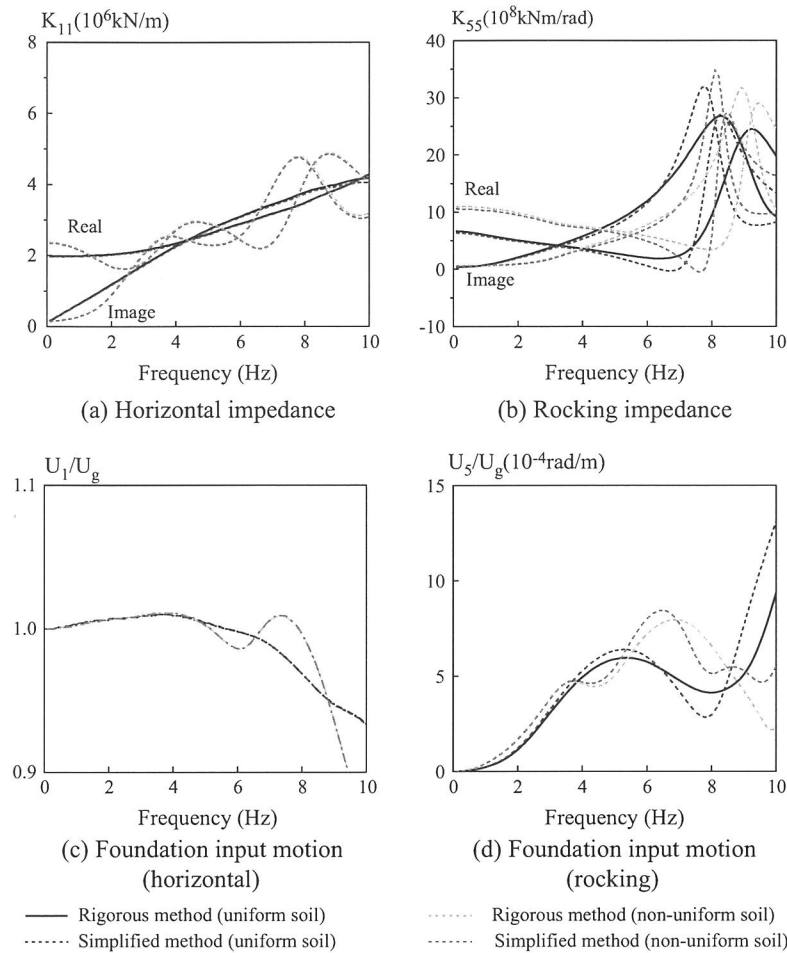 K11(10^6kN/m)
8
6
4
2
0
Real
Image
0 2 4 6 8 10
Frequency (Hz)
(a) Horizontal impedance
K55(10^8kNm/rad)
40
30
20
10
0
-10
Real
Image
0 2 4 6 8 10
Frequency (Hz)
(b) Rocking impedance
U1/Ug
1.1
1.0
0.9
0 2 4 6 8 10
Frequency (Hz)
(c) Foundation input motion
(horizontal)
U5/Ug(10^-4rad/m)
15
10
5
0
0 2 4 6 8 10
Frequency (Hz)
(d) Foundation input motion
(rocking)
Rigorous method (uniform soil)
Simplified method (uniform soil)
Rigorous method (non-uniform soil)
Simplified method (non-uniform soil)